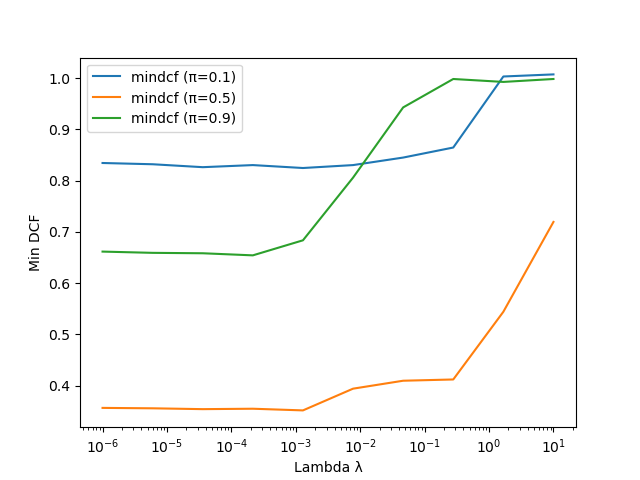 mindcf (π=0.1)
mindcf (π=0.5)
mindcf (π=0.9)
1.0
0.9
0.8
0.7
0.6
0.5
0.4
Min DCF
10⁻⁶ 10⁻⁵ 10⁻⁴ 10⁻³ 10⁻² 10⁻¹ 10⁰ 10¹
Lambda λ